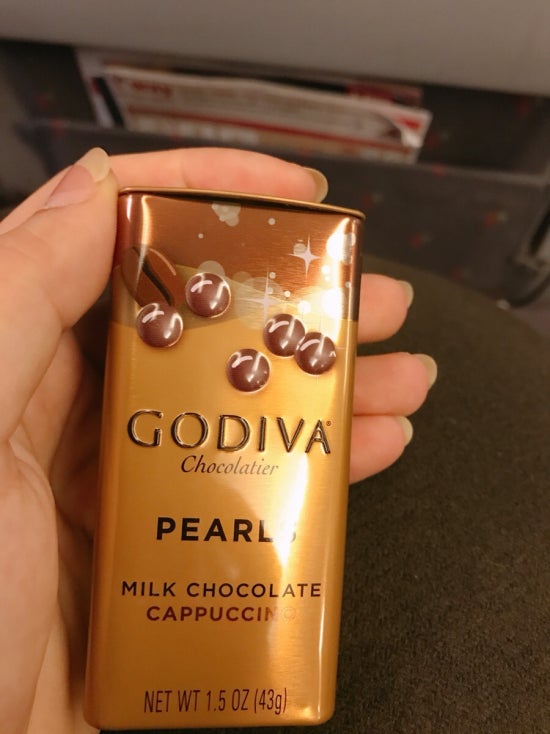 GODIVA®
Chocolatier
PEARLS
MILK CHOCOLATE
CAPPUCCINO
NET WT 1.5 OZ (43g)